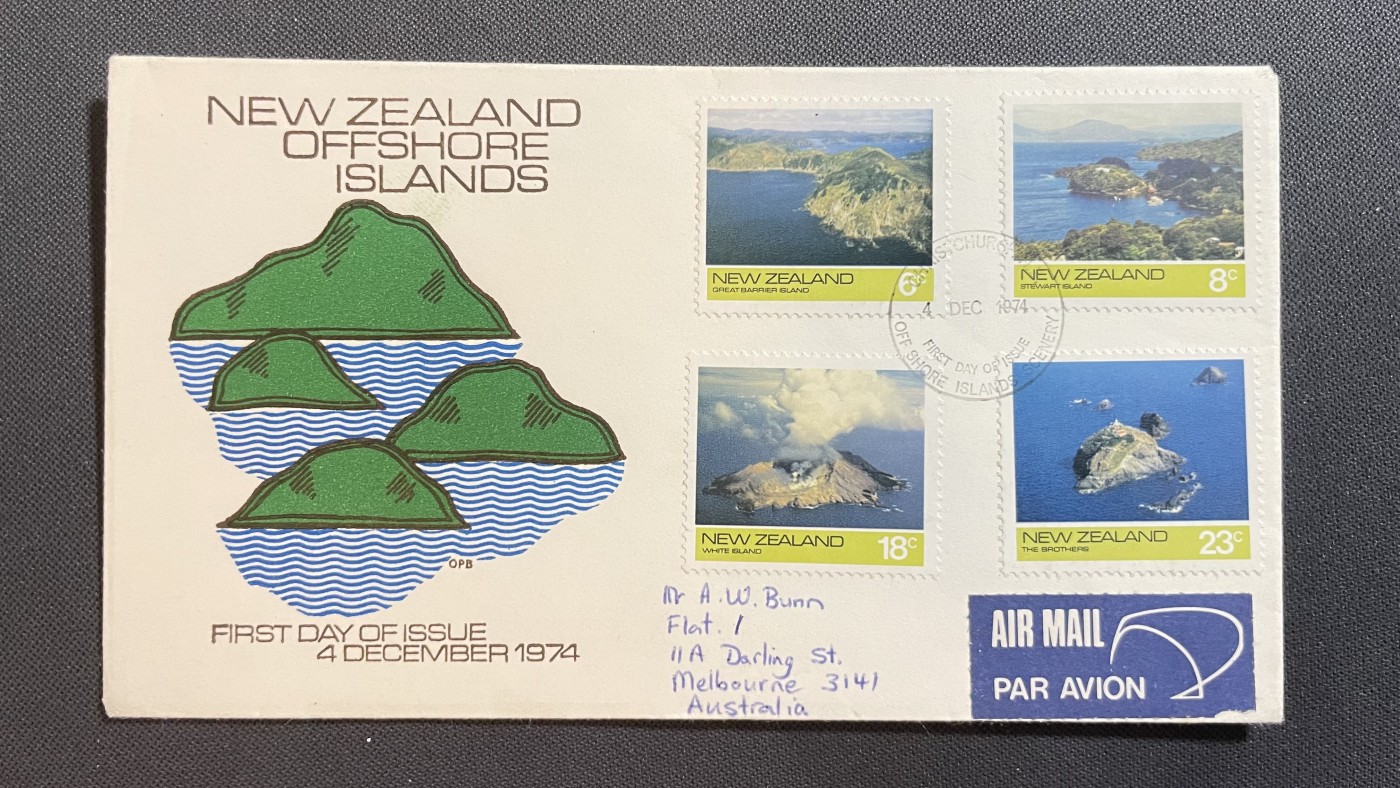 NEW ZEALAND
OFFSHORE
ISLANDS
OPB
FIRST DAY OF ISSUE
4 DECEMBER 1974
NEW ZEALAND 6c
GREAT BARRIER ISLAND
NEW ZEALAND 8c
STEWART ISLAND
CHRISTCHURCH
4 DEC 1974
FIRST DAY OF ISSUE
OFF SHORE ISLANDS SCENERY
NEW ZEALAND 18c
WHITE ISLAND
NEW ZEALAND 23c
THE BROTHERS
Mr A.W. Bunn
Flat. 1
11A Darling St.
Melbourne 3141
Australia
AIR MAIL
PAR AVION